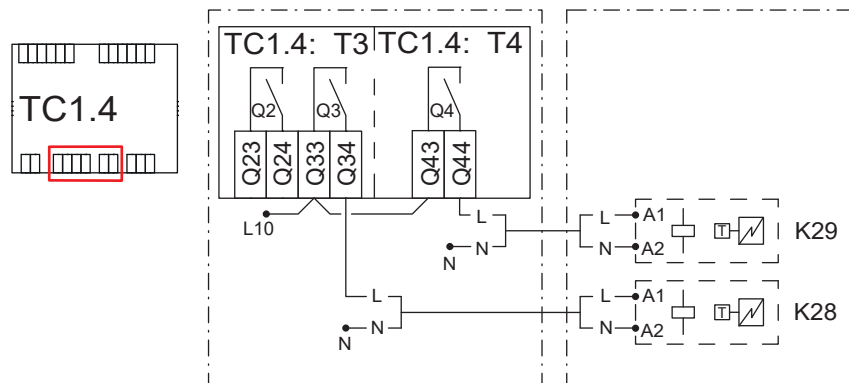 TC1.4
TC1.4: T3 TC1.4: T4
Q2 Q3 Q4
Q23 Q24 Q33 Q34 Q43 Q44
L10
L
N
N
L A1
N A2
K29
T
L
N
N
L A1
N A2
K28
T